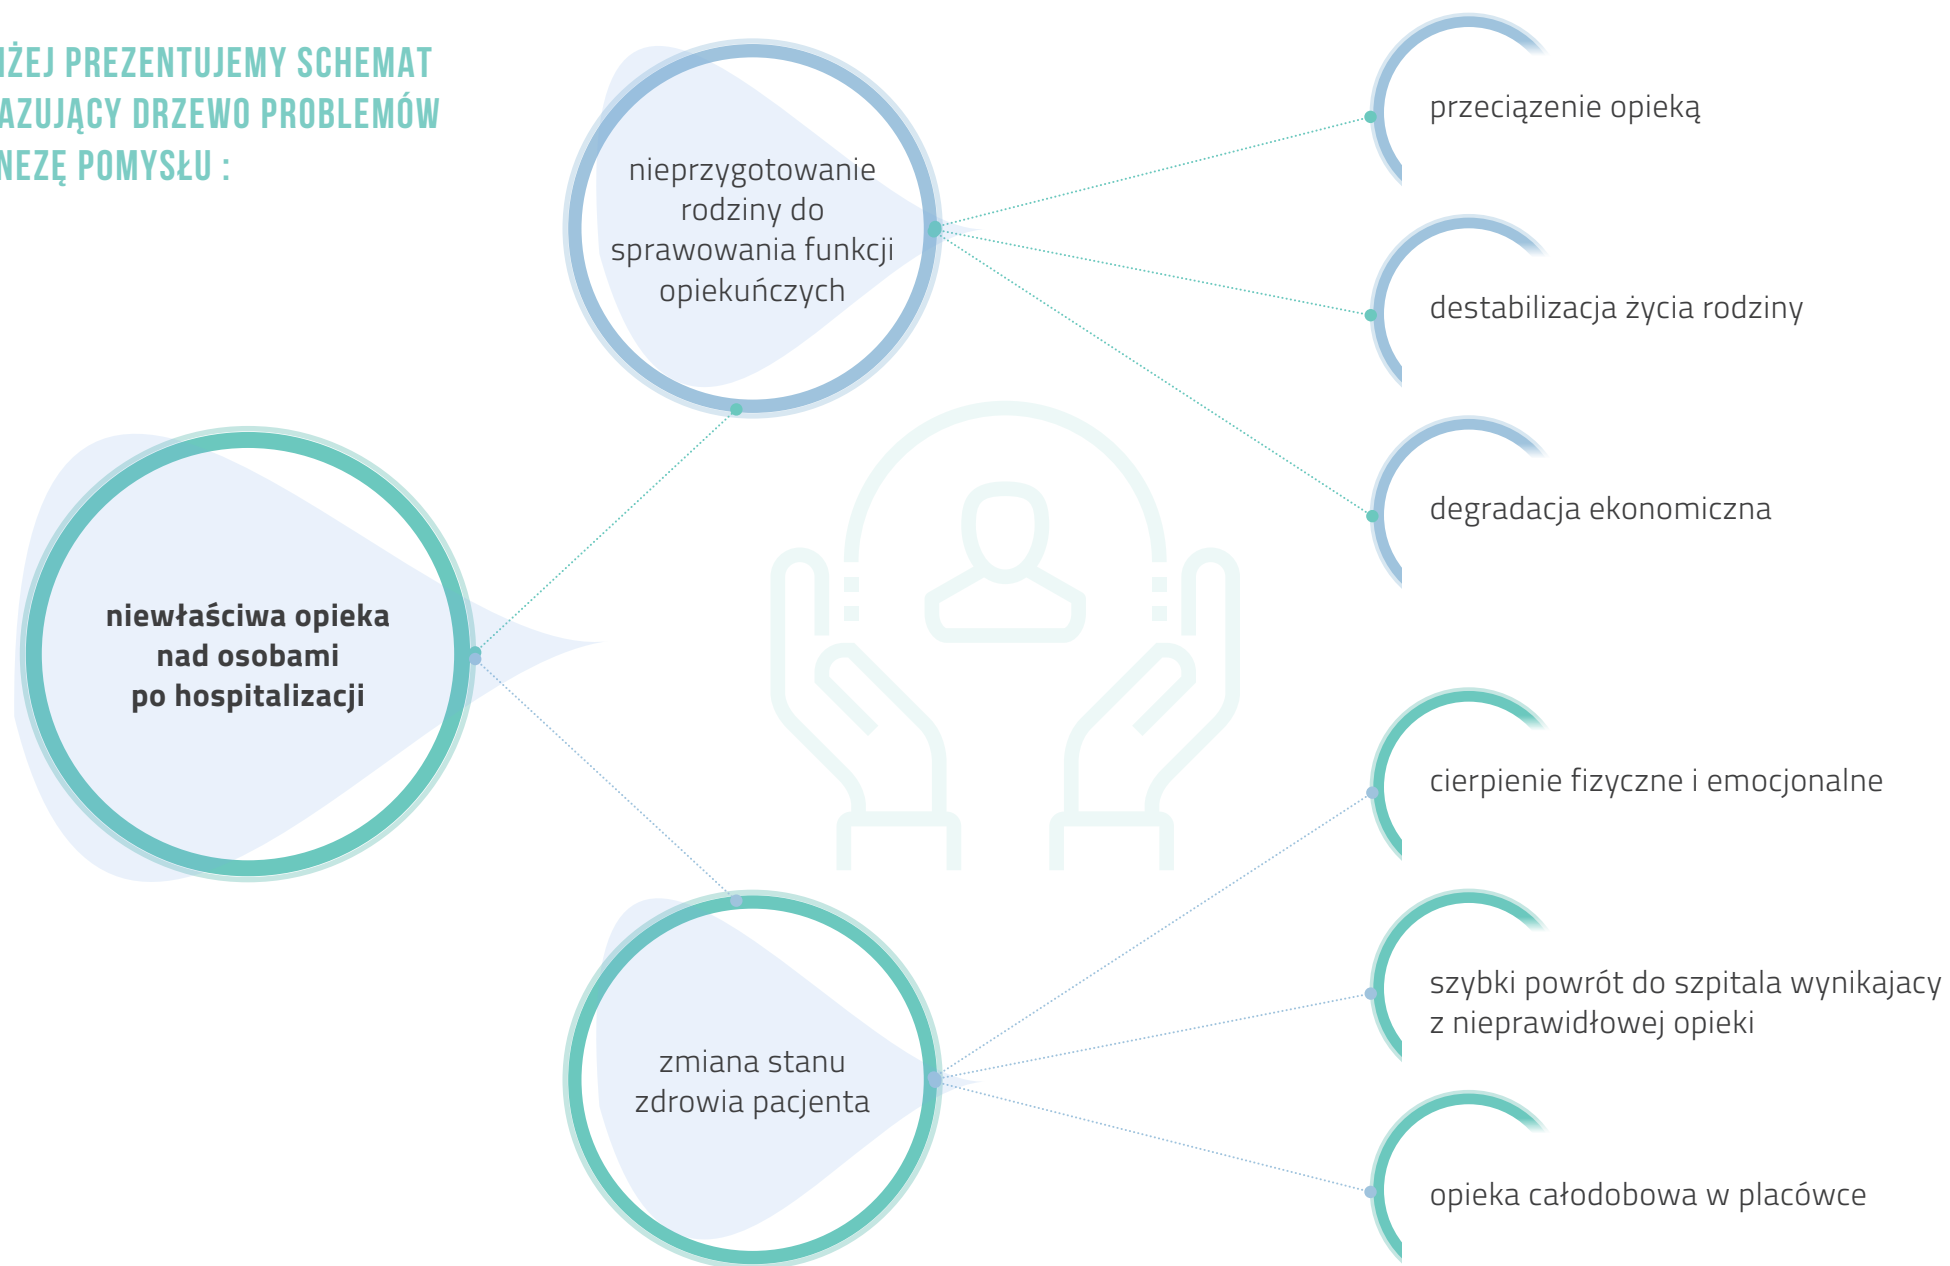 IŻEJ PREZENTUJEMY SCHEMAT
AZUJĄCY DRZEWO PROBLEMÓW
NEZĘ POMYSŁU :
nieprzygotowanie
rodziny do
sprawowania funkcji
opiekuńczych
przeciązenie opieką
destabilizacja życia rodziny
degradacja ekonomiczna
niewłaściwa opieka
nad osobami
po hospitalizacji
zmiana stanu
zdrowia pacjenta
cierpienie fizyczne i emocjonalne
szybki powrót do szpitala wynikajacy
z nieprawidłowej opieki
opieka całodobowa w placówce